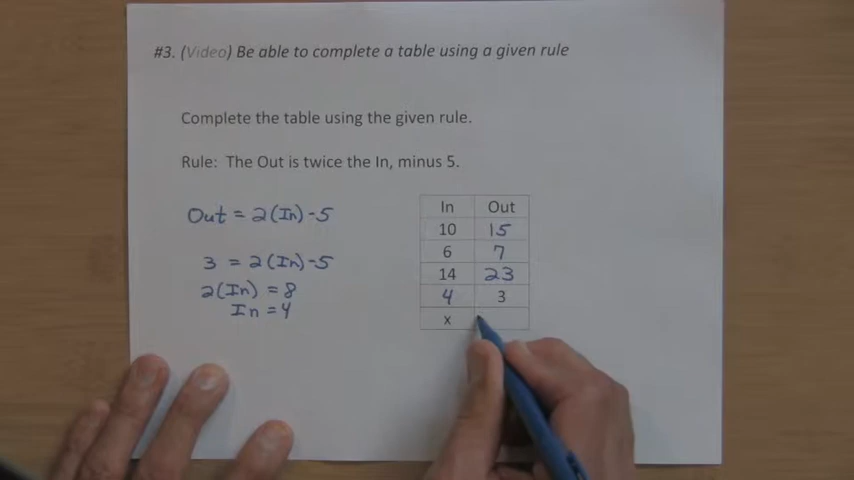 #3. (Video) Be able to complete a table using a given rule
Complete the table using the given rule.
Rule: The Out is twice the In, minus 5.
Out = 2(In) -5
3 = 2(In) -5
2(In) = 8
In = 4
In Out
10 15
6 7
14 23
4 3
x